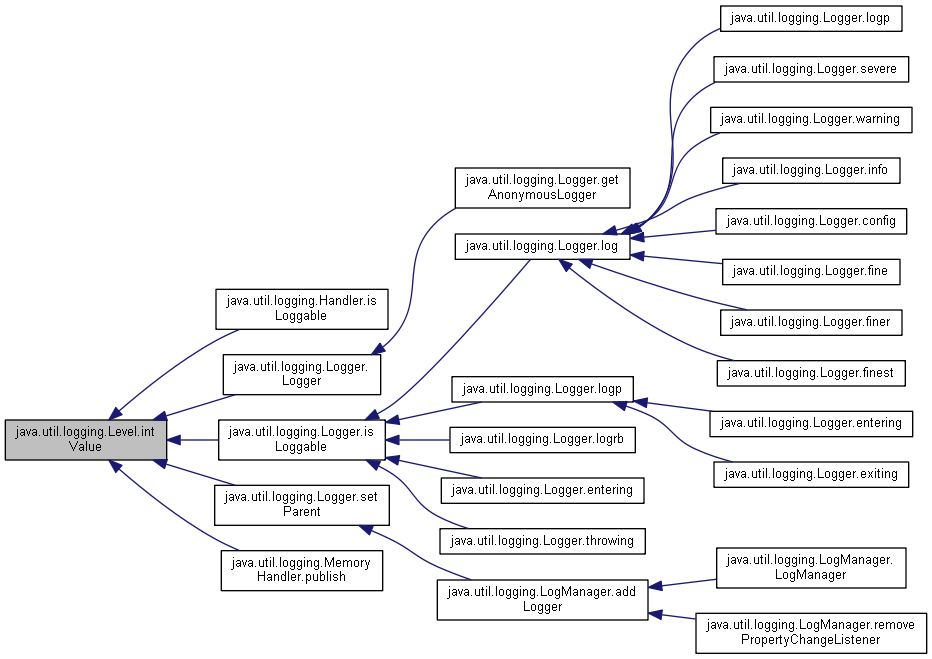 java.util.logging.Level.int
Value
java.util.logging.Handler.is
Loggable
java.util.logging.Logger.
Logger
java.util.logging.Logger.is
Loggable
java.util.logging.Logger.set
Parent
java.util.logging.Memory
Handler.publish
java.util.logging.Logger.get
AnonymousLogger
java.util.logging.Logger.log
java.util.logging.Logger.logp
java.util.logging.Logger.logrb
java.util.logging.Logger.entering
java.util.logging.Logger.throwing
java.util.logging.LogManager.add
Logger
java.util.logging.Logger.logp
java.util.logging.Logger.severe
java.util.logging.Logger.warning
java.util.logging.Logger.info
java.util.logging.Logger.config
java.util.logging.Logger.fine
java.util.logging.Logger.finer
java.util.logging.Logger.finest
java.util.logging.Logger.entering
java.util.logging.Logger.exiting
java.util.logging.LogManager.
LogManager
java.util.logging.LogManager.remove
PropertyChangeListener